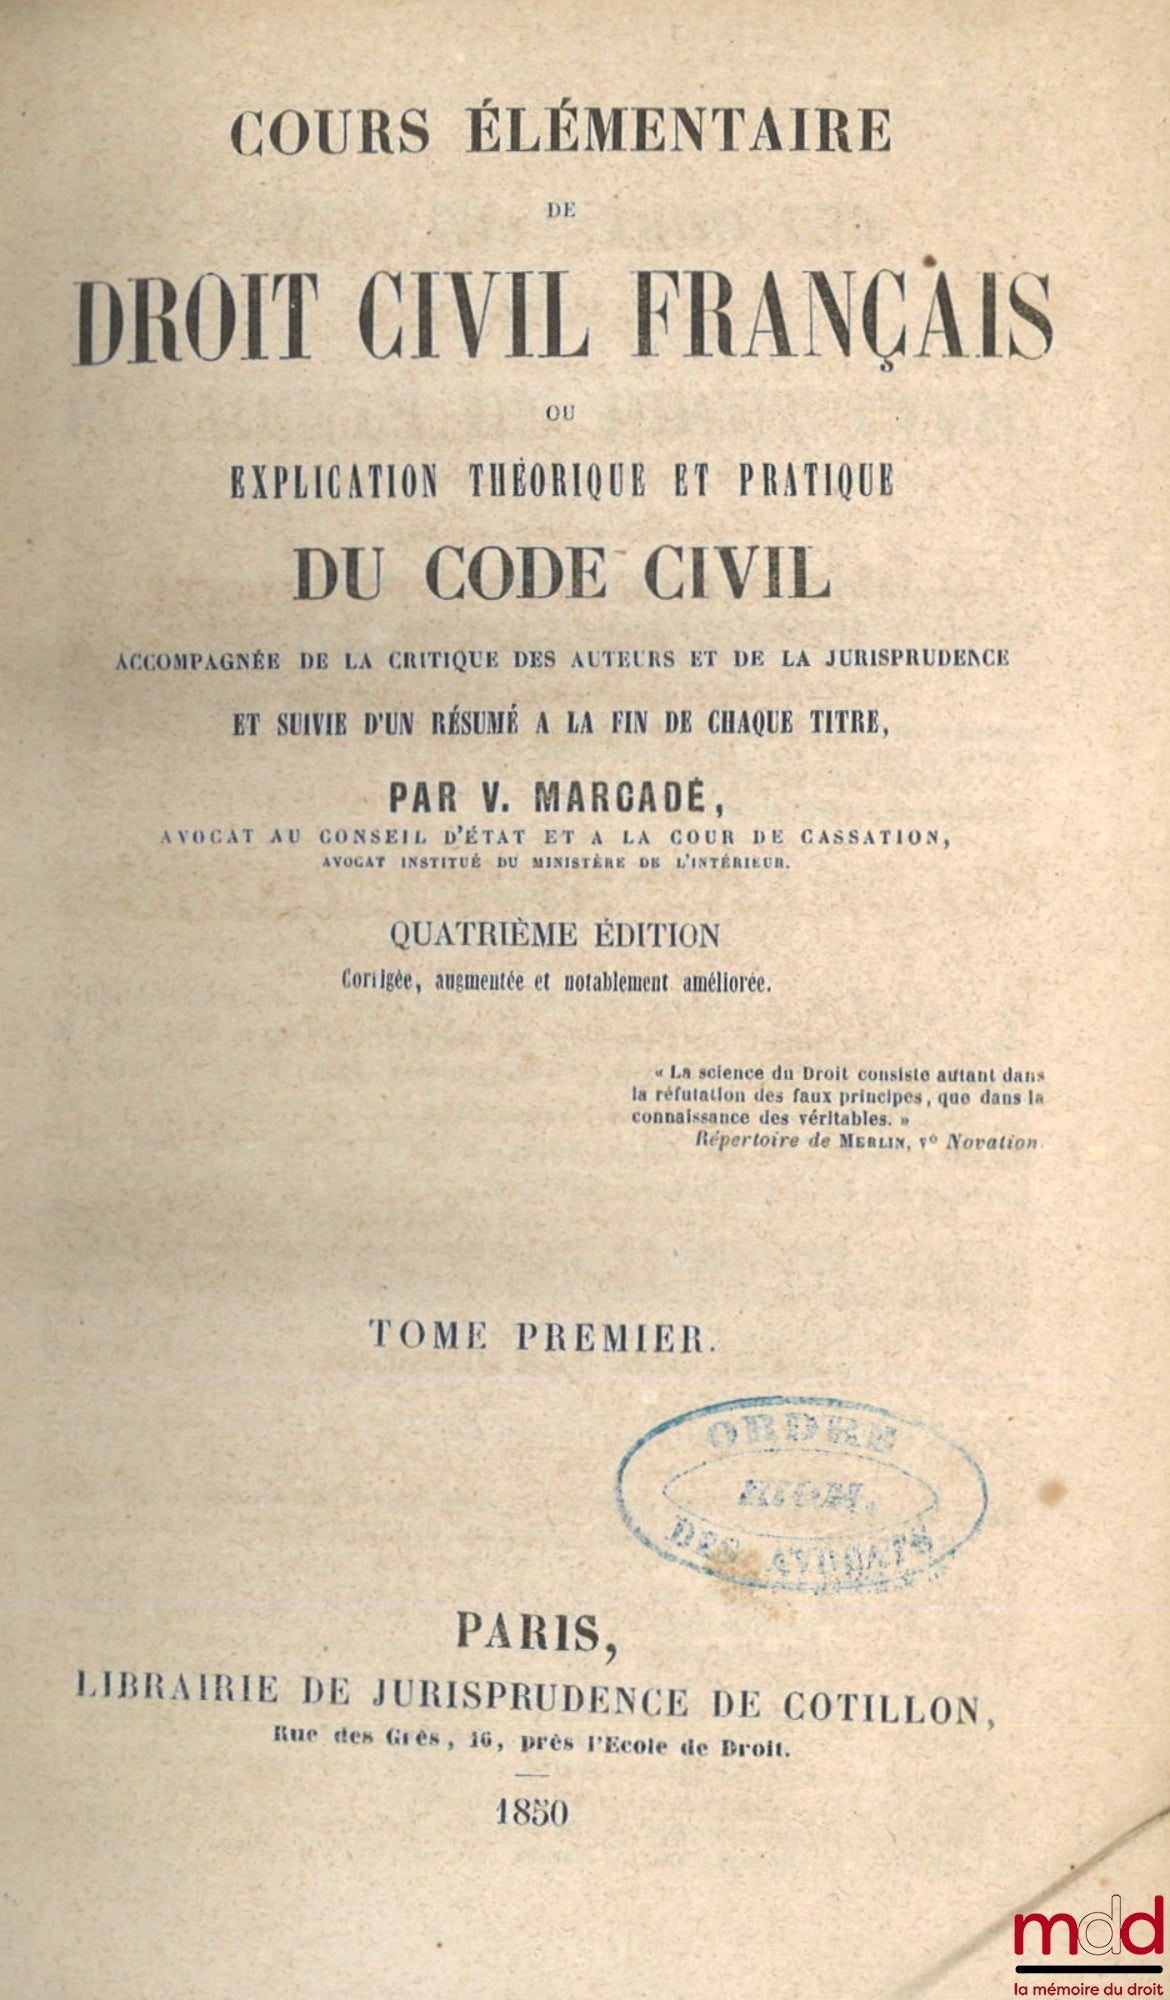 COURS ÉLÉMENTAIRE
DE
DROIT CIVIL FRANÇAIS
OU
EXPLICATION THÉORIQUE ET PRATIQUE
DU CODE CIVIL
ACCOMPAGNÉE DE LA CRITIQUE DES AUTEURS ET DE LA JURISPRUDENCE
ET SUIVIE D'UN RÉSUMÉ A LA FIN DE CHAQUE TITRE,
PAR V. MARCADÉ,
AVOCAT AU CONSEIL D'ÉTAT ET A LA COUR DE CASSATION,
AVOCAT INSTITUÉ DU MINISTÈRE DE L'INTÉRIEUR.
QUATRIÈME ÉDITION
Corrigée, augmentée et notablement améliorée.
« La science du Droit consiste autant dans
la réfutation des faux principes, que dans la
connaissance des véritables. »
Répertoire de MERLIN, v° Novation.
TOME PREMIER.
ORDRE
RIOM.
DES AVOCATS
PARIS,
LIBRAIRIE DE JURISPRUDENCE DE COTILLON,
Rue des Grès, 16, près l'Ecole de Droit.
1850
mdd
la mémoire du droit